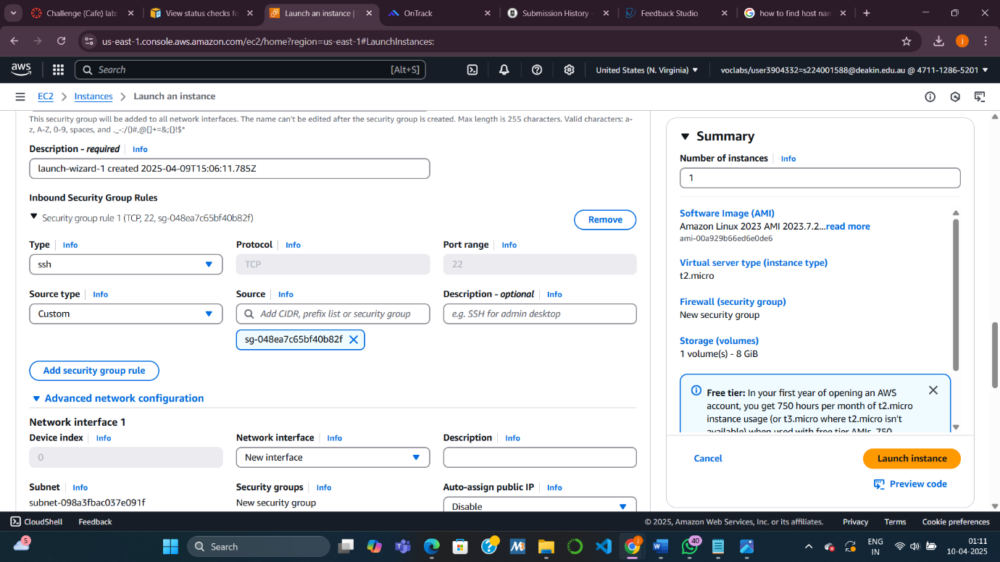 Challenge (Cafe) lab:
View status checks fo
Launch an instance |
OnTrack
Submission History -
Feedback Studio
how to find host nam
us-east-1.console.aws.amazon.com/ec2/home?region=us-east-1#LaunchInstances:
j
aws
Search
[Alt+S]
United States (N. Virginia)
voclabs/user3904332=s224001588@deakin.edu.au @ 4711-1286-5201
EC2
Instances
Launch an instance
This security group will be added to all network interfaces. The name can't be edited after the security group is created. Max length is 255 characters. Valid characters: a-
z, A-Z, 0-9, spaces, and ._-:/()#,@[]+=&;{}!$*
Description - required Info
launch-wizard-1 created 2025-04-09T15:06:11.785Z
Inbound Security Group Rules
Security group rule 1 (TCP, 22, sg-048ea7c65bf40b82f)
Remove
Type Info
Protocol Info
Port range Info
ssh
TCP
22
Source type Info
Source Info
Description - optional Info
Custom
Add CIDR, prefix list or security group
e.g. SSH for admin desktop
sg-048ea7c65bf40b82f
Add security group rule
Advanced network configuration
Network interface 1
Device index Info
Network interface Info
Description Info
0
New interface
Subnet Info
Security groups Info
Auto-assign public IP Info
subnet-098a3fbac037e091f
New security group
Disable
Summary
Number of instances Info
1
Software Image (AMI)
Amazon Linux 2023 AMI 2023.7.2...read more
ami-00a929b66ed6e0de6
Virtual server type (instance type)
t2.micro
Firewall (security group)
New security group
Storage (volumes)
1 volume(s) - 8 GiB
Free tier: In your first year of opening an AWS
account, you get 750 hours per month of t2.micro
instance usage (or t3.micro where t2.micro isn't
available) when used with free tier AMIs, 750
Cancel
Launch instance
Preview code
CloudShell
Feedback
© 2025, Amazon Web Services, Inc. or its affiliates.
Privacy
Terms
Cookie preferences
5
Search
40
ENG
IN
01:11
10-04-2025